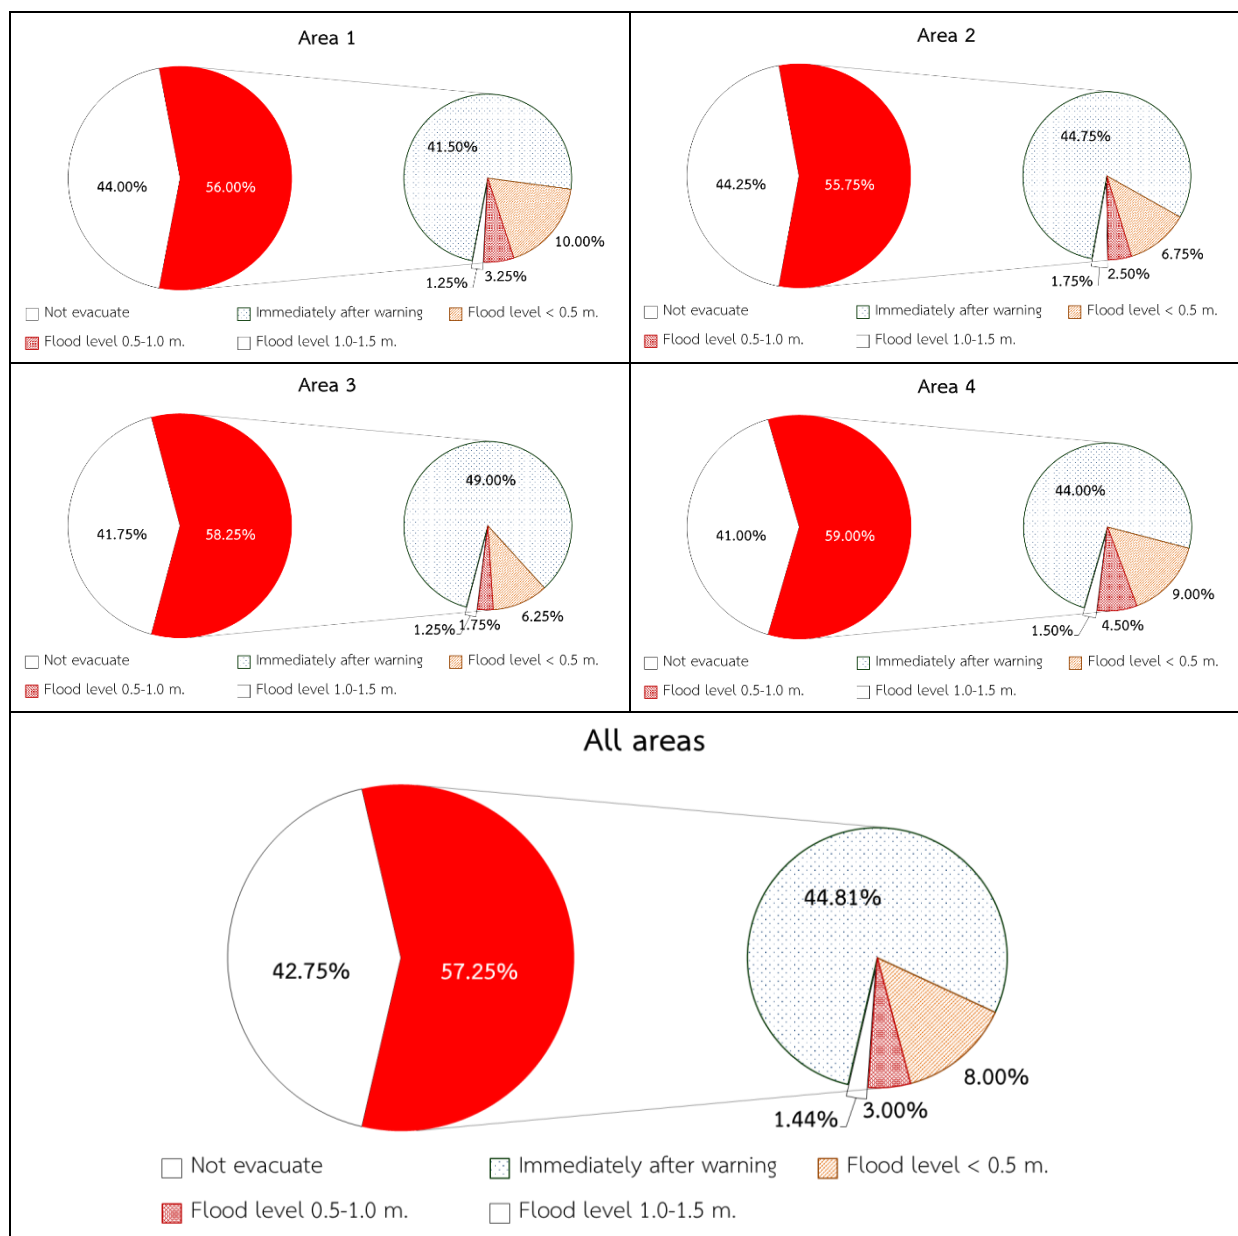 Area 1
41.50%
44.00%
56.00%
10.00%
1.25%
3.25%
Not evacuate
Immediately after warning
Flood level < 0.5 m.
Flood level 0.5-1.0 m.
Flood level 1.0-1.5 m.
Area 2
44.75%
44.25%
55.75%
6.75%
1.75%
2.50%
Not evacuate
Immediately after warning
Flood level < 0.5 m.
Flood level 0.5-1.0 m.
Flood level 1.0-1.5 m.
Area 3
49.00%
41.75%
58.25%
6.25%
1.25%
1.75%
Not evacuate
Immediately after warning
Flood level < 0.5 m.
Flood level 0.5-1.0 m.
Flood level 1.0-1.5 m.
Area 4
44.00%
41.00%
59.00%
9.00%
1.50%
4.50%
Not evacuate
Immediately after warning
Flood level < 0.5 m.
Flood level 0.5-1.0 m.
Flood level 1.0-1.5 m.
All areas
44.81%
42.75%
57.25%
8.00%
1.44%
3.00%
Not evacuate
Immediately after warning
Flood level < 0.5 m.
Flood level 0.5-1.0 m.
Flood level 1.0-1.5 m.